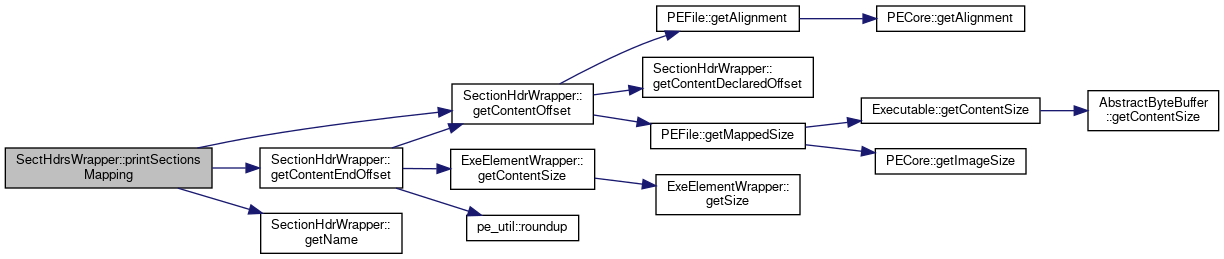 SectHdrsWrapper::printSections
Mapping
SectionHdrWrapper::
getContentOffset
SectionHdrWrapper::
getContentEndOffset
SectionHdrWrapper::
getName
PEFile::getAlignment
SectionHdrWrapper::
getContentDeclaredOffset
PEFile::getMappedSize
ExeElementWrapper::
getContentSize
pe_util::roundup
PECore::getAlignment
Executable::getContentSize
PECore::getImageSize
ExeElementWrapper::
getSize
AbstractByteBuffer
::getContentSize